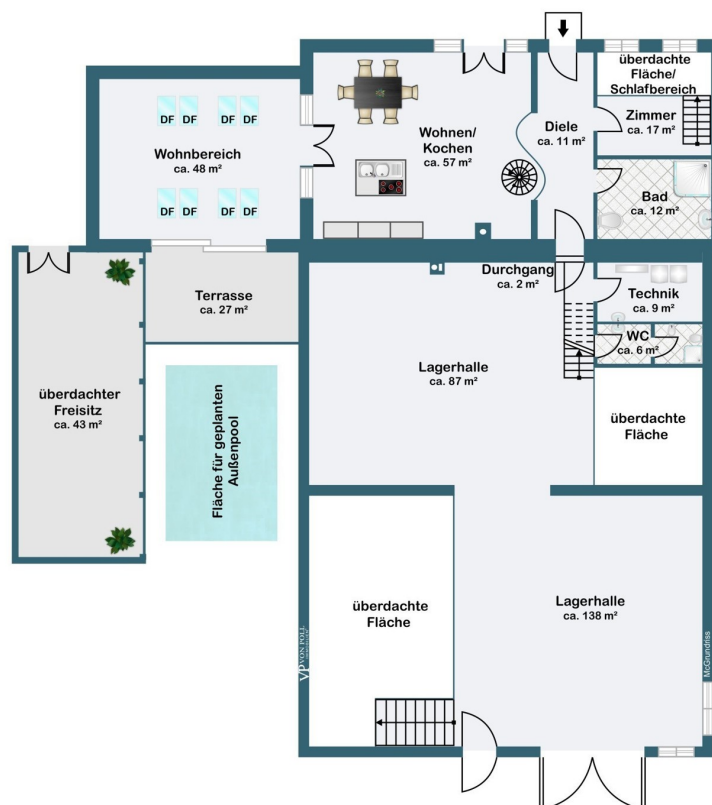 überdachte
Fläche/
Schlafbereich
DF DF DF DF
Wohnbereich
ca. 48 m²
DF DF DF DF
Wohnen/
Kochen
ca. 57 m²
Diele
ca. 11 m²
Zimmer
ca. 17 m²
Bad
ca. 12 m²
Durchgang
ca. 2 m²
Technik
ca. 9 m²
WC
ca. 6 m²
Terrasse
ca. 27 m²
überdachter
Freisitz
ca. 43 m²
Fläche für geplanten
Außenpool
Lagerhalle
ca. 87 m²
überdachte
Fläche
überdachte
Fläche
Lagerhalle
ca. 138 m²
VP VON POLL
McGrundriss